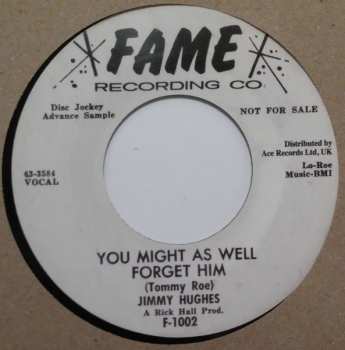 FAME
RECORDING CO.
Disc Jockey
Advance Sample
NOT FOR SALE
Distributed by
Ace Records Ltd, UK
63-3584
VOCAL
Lo-Roe
Music-BMI
YOU MIGHT AS WELL
FORGET HIM
(Tommy Roe)
JIMMY HUGHES
A Rick Hall Prod.
F-1002